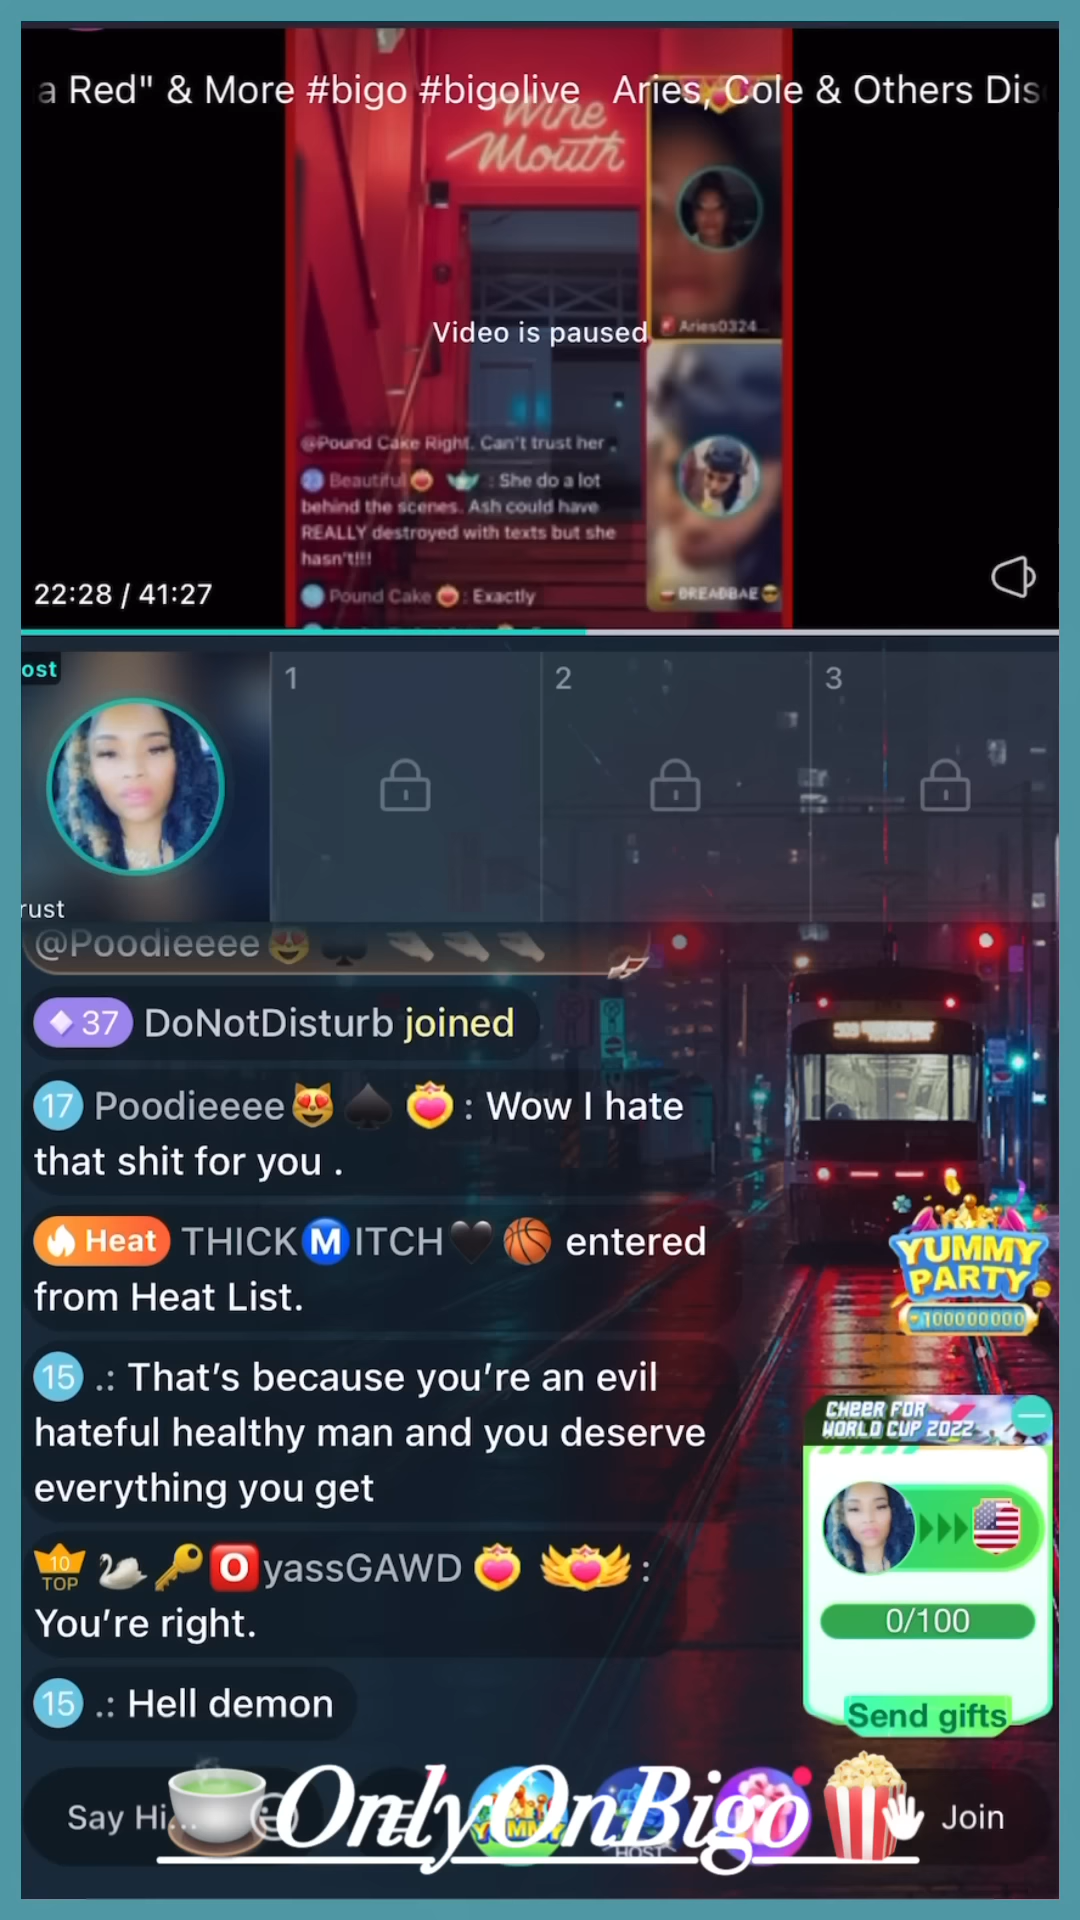 a Red" & More #bigo #bigolive Aries, Cole & Others Dis
Wine
Mouth
Aries0324...
Video is paused
@Pound Cake Right. Can't trust her .
23 Beautiful : She do a lot
behind the scenes. Ash could have
REALLY destroyed with texts but she
hasn't!!!
Pound Cake : Exactly
DREADBAE 😎
22:28 / 41:27
ost
1
2
3
rust
@Poodieeee😻♠️
37 DoNotDisturb joined
17 Poodieeee😻♠️ : Wow I hate
that shit for you .
Heat THICKⓂ️ITCH🖤🏀 entered
from Heat List.
YUMMY
PARTY
100000000
15 .: That's because you're an evil
hateful healthy man and you deserve
everything you get
CHEER FOR
WORLD CUP 2022
10
TOP 🦢🔑🅾️yassGAWD :
You're right.
0/100
15 .: Hell demon
Send gifts
Say Hi...
🍵OnlyOnBigo🍿
YUMMY
HOST
Join